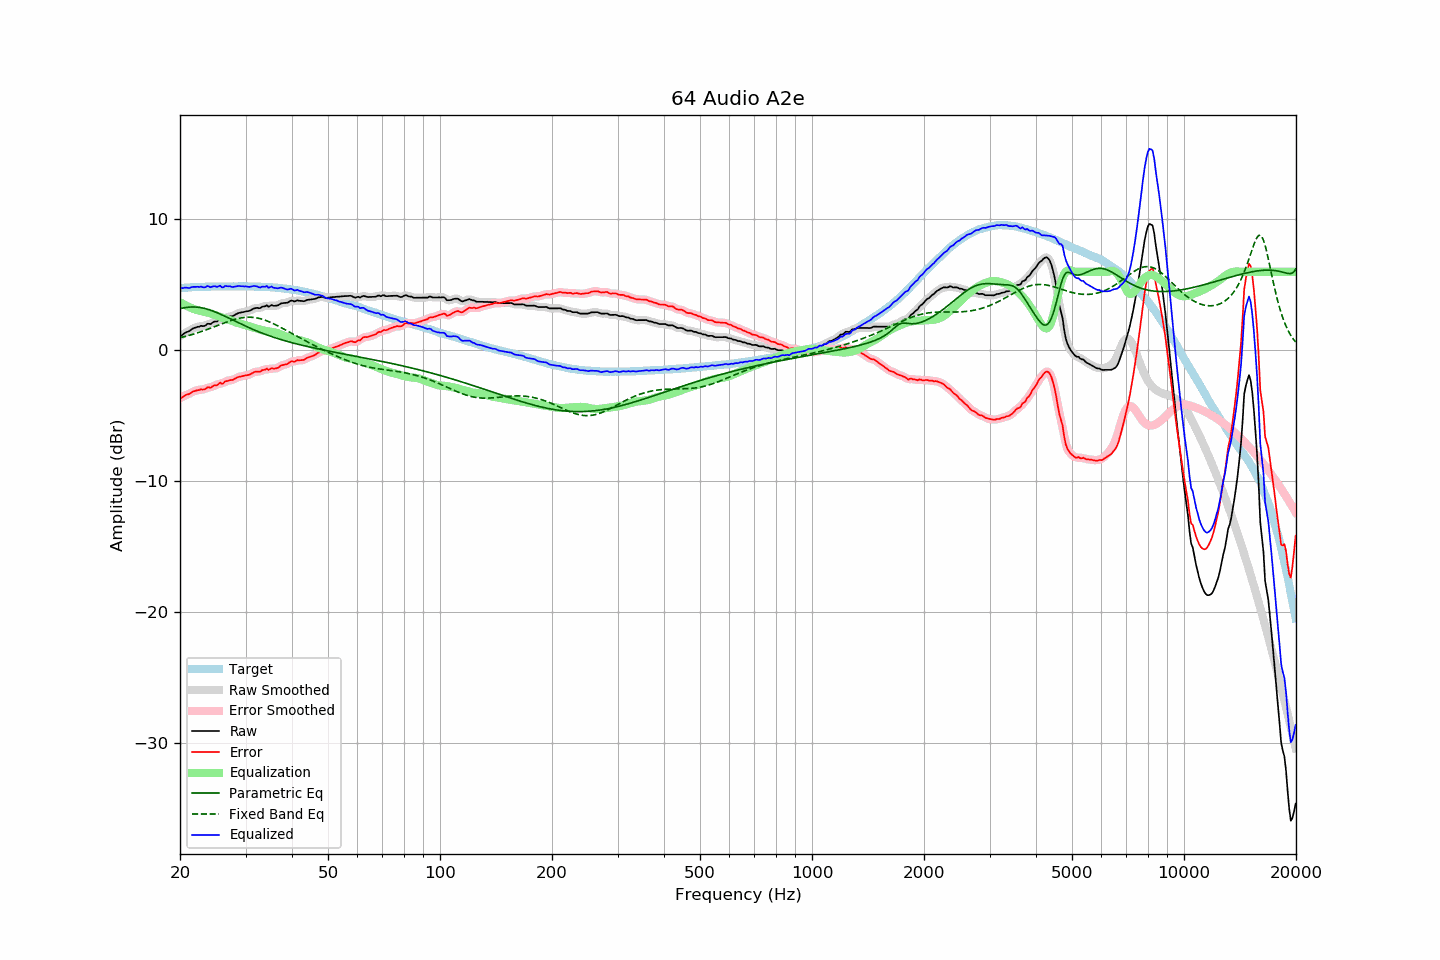 64 Audio A2e
Amplitude (dBr)
10
0
−10
−20
−30
Target
Raw Smoothed
Error Smoothed
Raw
Error
Equalization
Parametric Eq
Fixed Band Eq
Equalized
20 50 100 200 500 1000 2000 5000 10000 20000
Frequency (Hz)